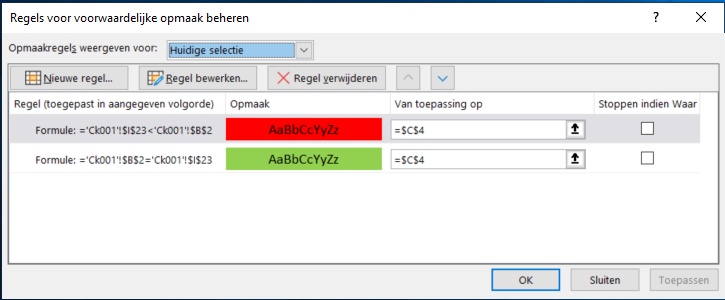 Regels voor voorwaardelijke opmaak beheren
Opmaakregels weergeven voor: Huidige selectie
Nieuwe regel... Regel bewerken... Regel verwijderen
Regel (toegepast in aangegeven volgorde) Opmaak Van toepassing op Stoppen indien Waar
Formule: ='Ck001'!$I$23<'Ck001'!$B$2 AaBbCcYyZz =$C$4
Formule: ='Ck001'!$B$2='Ck001'!$I$23 AaBbCcYyZz =$C$4
OK Sluiten Toepassen